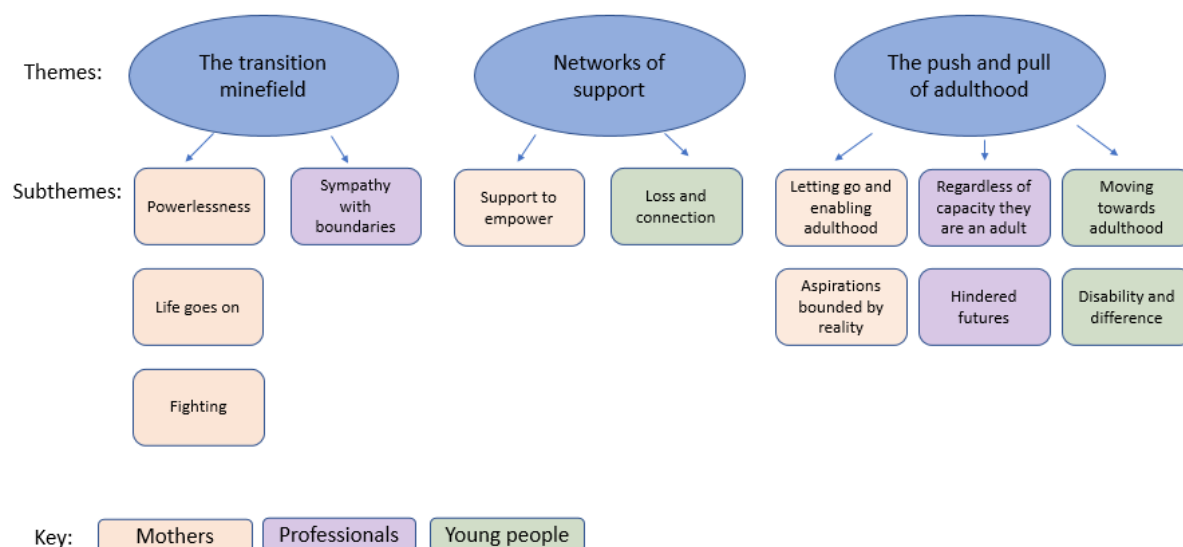 Themes:
The transition
minefield
Networks of
support
The push and pull
of adulthood
Subthemes:
Powerlessness
Sympathy
with
boundaries
Support to
empower
Loss and
connection
Letting go and
enabling
adulthood
Regardless of
capacity they
are an adult
Moving
towards
adulthood
Life goes on
Aspirations
bounded by
reality
Hindered
futures
Disability and
difference
Fighting
Key:
Mothers
Professionals
Young people